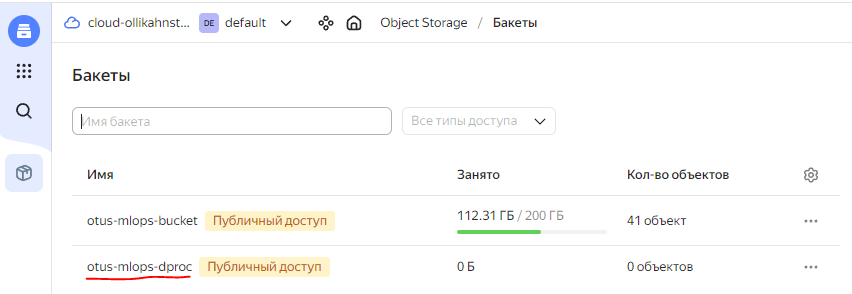 cloud-ollikahnst... DE default Object Storage / Бакеты
Бакеты
Имя бакета Все типы доступа
Имя Занято Кол-во объектов
otus-mlops-bucket Публичный доступ 112.31 ГБ / 200 ГБ 41 объект
otus-mlops-dproc Публичный доступ 0 Б 0 объектов